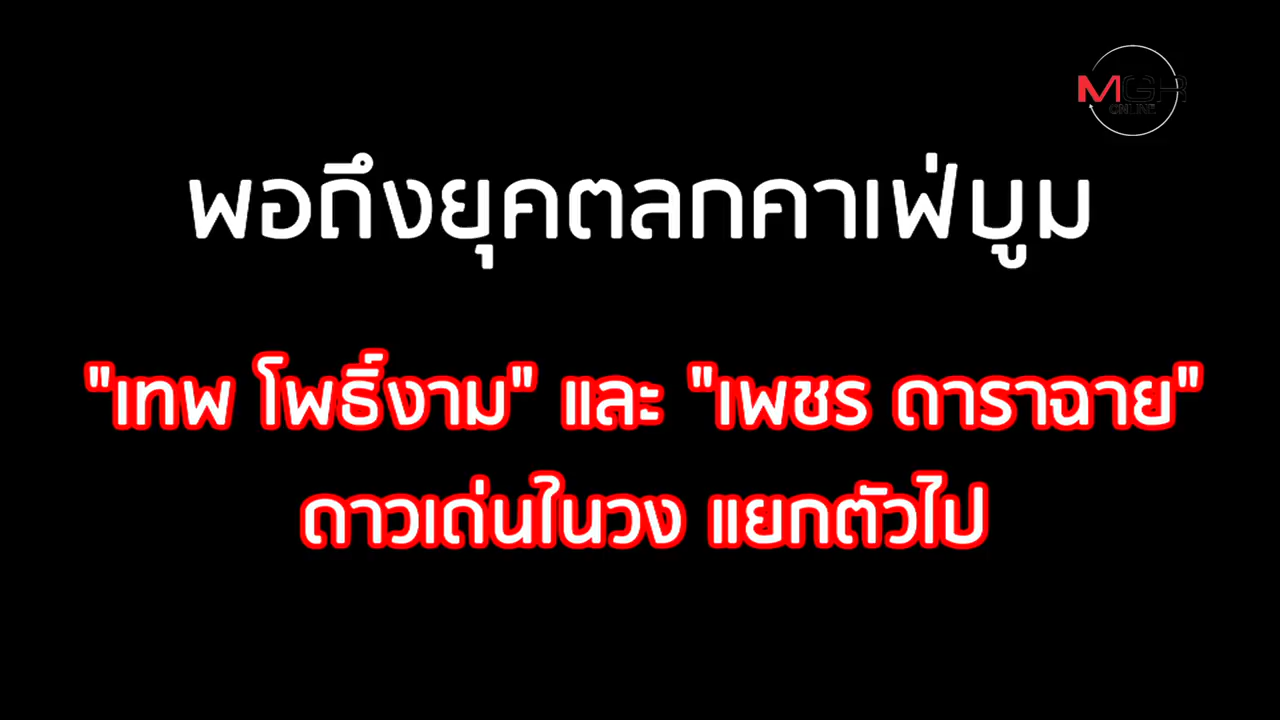 MGR
ONLINE
พอถึงยุคตลกคาเฟ่บูม
"เทพ โพธิ์งาม" และ "เพชร ดาราฉาย"
ดาวเด่นในวง แยกตัวไป